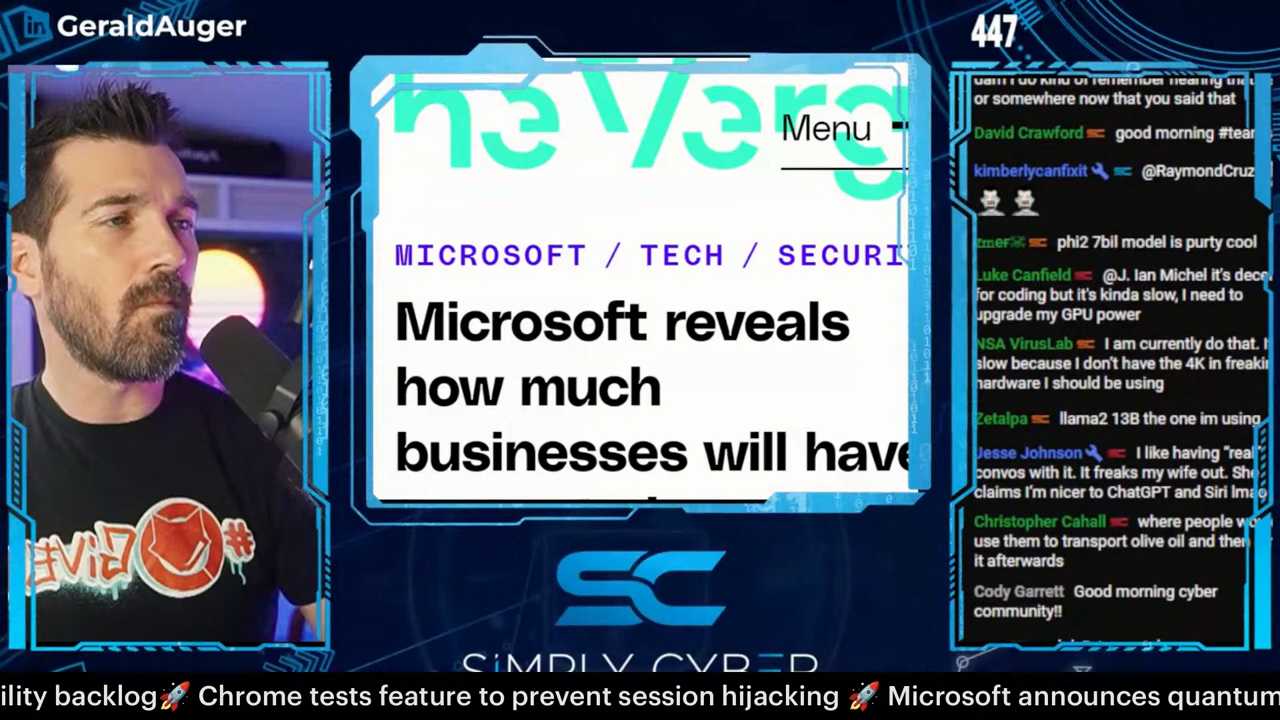 in GeraldAuger
447
The Verg
Menu
MICROSOFT / TECH / SECURI
Microsoft reveals
how much
businesses will have
or somewhere now that you said that
David Crawford good morning #tear
kimberlycanfixit @RaymondCruz
zmer phi2 7bil model is purty cool
Luke Canfield @J. Ian Michel it's dece
for coding but it's kinda slow, I need to
upgrade my GPU power
NSA VirusLab I am currently do that. I
slow because I don't have the 4K in freakin
hardware I should be using
Zetalpa llama2 13B the one im using
Jesse Johnson I like having "real
convos with it. It freaks my wife out. She
claims I'm nicer to ChatGPT and Siri lmao
Christopher Cahall where people wo
use them to transport olive oil and then
it afterwards
Cody Garrett Good morning cyber
community!!
#
SC
SIMPLY CYBER
ility backlog🚀 Chrome tests feature to prevent session hijacking 🚀 Microsoft announces quantum